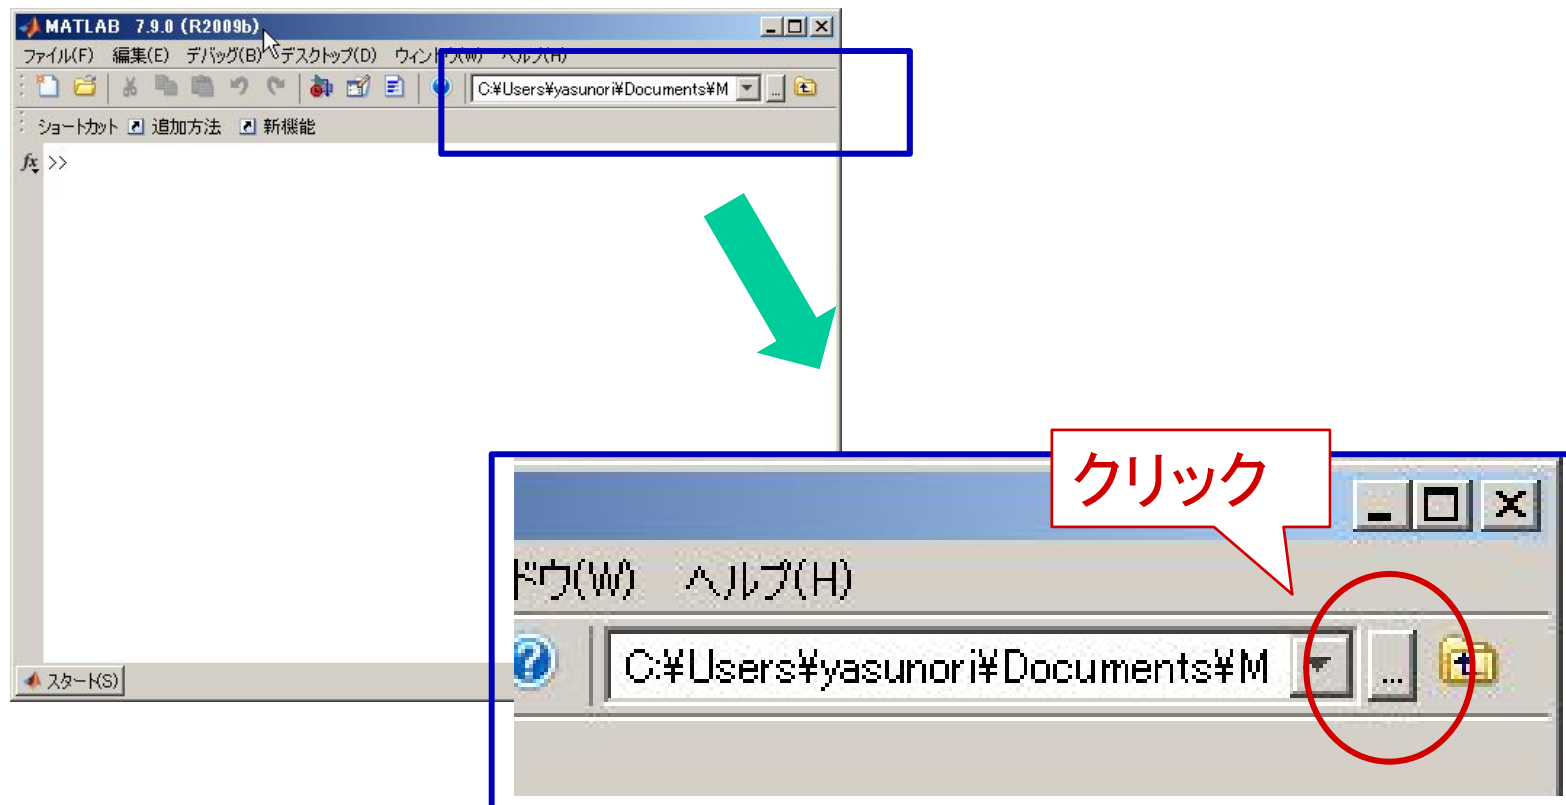 MATLAB 7.9.0 (R2009b)
ファイル(F) 編集(E) デバッグ(B) デスクトップ(D) ウィンドウ(W) ヘルプ(H)
C:¥Users¥yasunori¥Documents¥M ...
ショートカット 追加方法 新機能
fx >>
クリック
ドウ(W) ヘルプ(H)
C:¥Users¥yasunori¥Documents¥M ...
スタート(S)